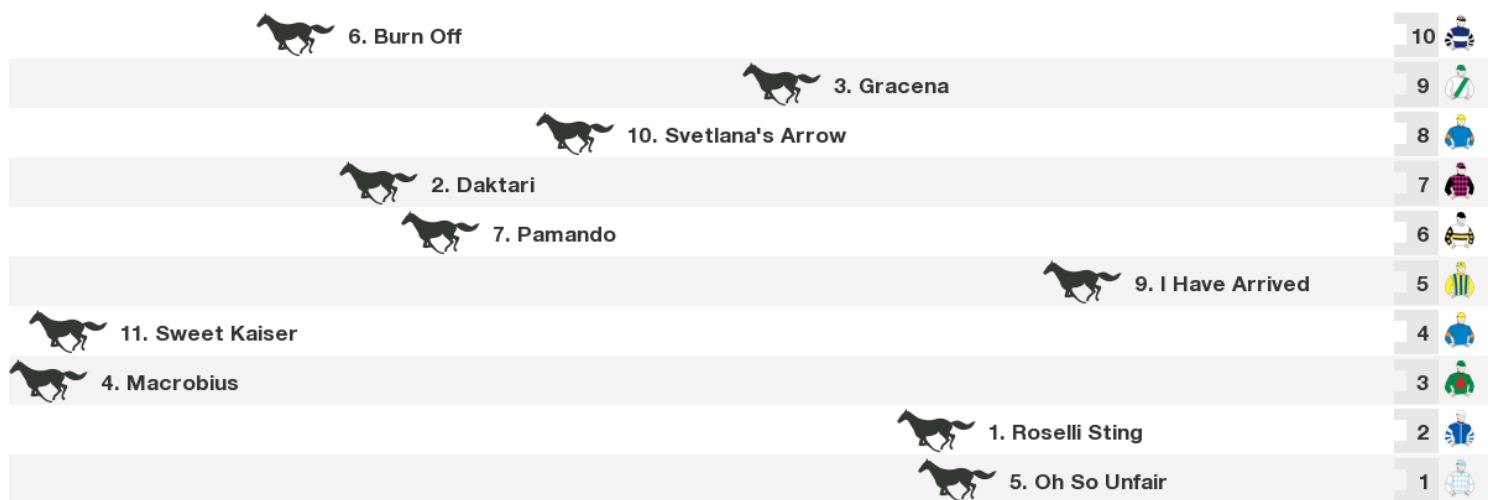 6. Burn Off 10
3. Gracena 9
10. Svetlana's Arrow 8
2. Daktari 7
7. Pamando 6
9. I Have Arrived 5
11. Sweet Kaiser 4
4. Macrobius 3
1. Roselli Sting 2
5. Oh So Unfair 1